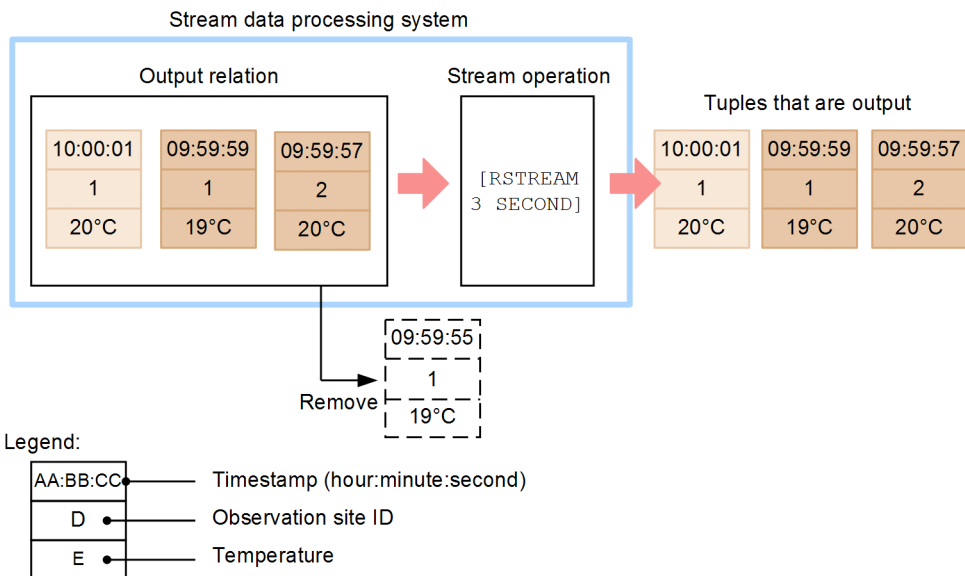 Stream data processing system
Output relation
Stream operation
Tuples that are output
10:00:01
1
20°C
09:59:59
1
19°C
09:59:57
2
20°C
[RSTREAM
3 SECOND]
10:00:01
1
20°C
09:59:59
1
19°C
09:59:57
2
20°C
Remove
09:59:55
1
19°C
Legend:
AA:BB:CC
Timestamp (hour:minute:second)
D
Observation site ID
E
Temperature